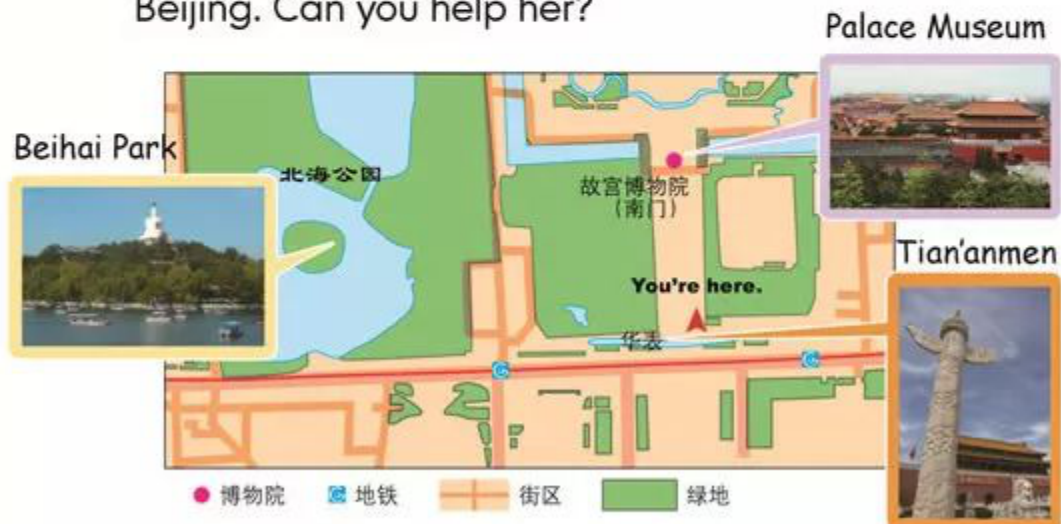 Beijing. Can you help her?
Palace Museum
Beihai Park
北海公园
故宫博物院
(南门)
Tian'anmen
You're here.
华表
博物院
地铁
街区
绿地